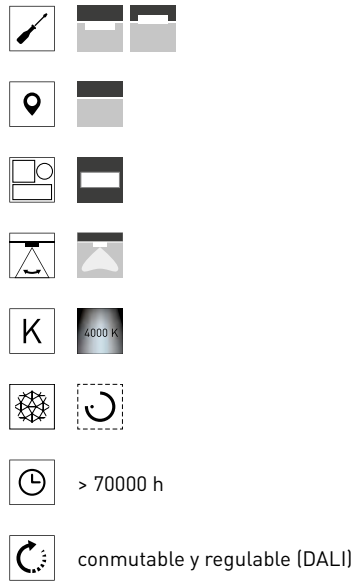 K
4000 K
> 70000 h
conmutable y regulable (DALI)